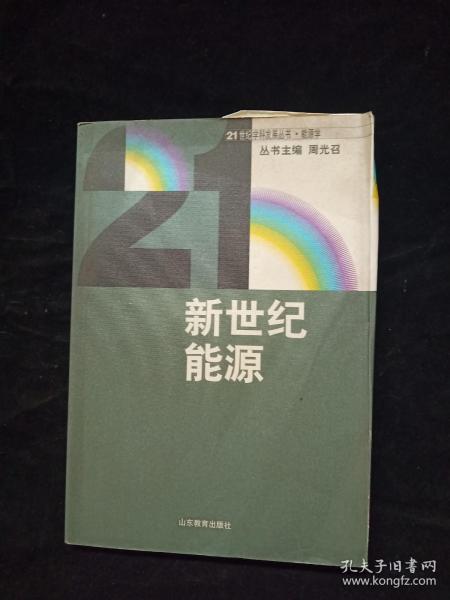 21世纪学科发展丛书·能源学
丛书主编 周光召
21
新世纪
能源
山东教育出版社
孔夫子旧书网
www.kongfz.com